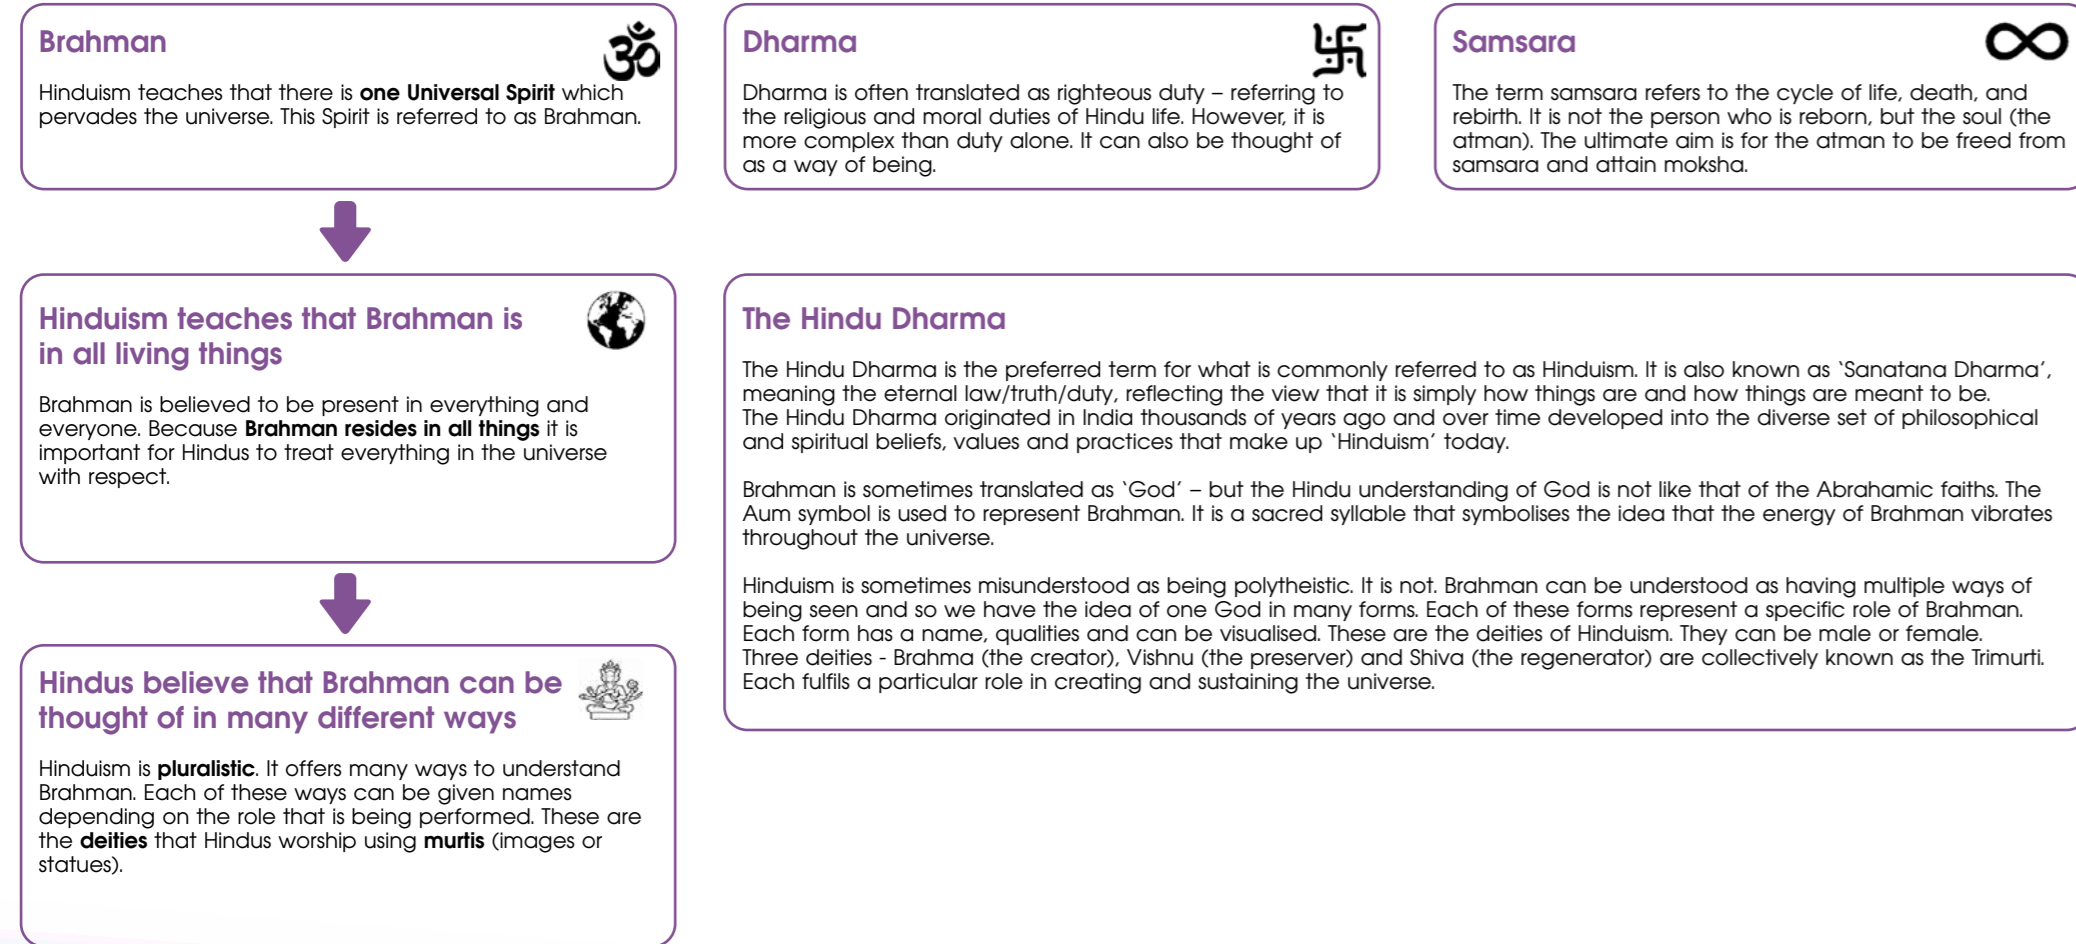 Brahman
Hinduism teaches that there is one Universal Spirit which
pervades the universe. This Spirit is referred to as Brahman.
Dharma
Dharma is often translated as righteous duty – referring to
the religious and moral duties of Hindu life. However, it is
more complex than duty alone. It can also be thought of
as a way of being.
Samsara
The term samsara refers to the cycle of life, death, and
rebirth. It is not the person who is reborn, but the soul (the
atman). The ultimate aim is for the atman to be freed from
samsara and attain moksha.
Hinduism teaches that Brahman is
in all living things
Brahman is believed to be present in everything and
everyone. Because Brahman resides in all things it is
important for Hindus to treat everything in the universe
with respect.
The Hindu Dharma
The Hindu Dharma is the preferred term for what is commonly referred to as Hinduism. It is also known as ‘Sanatana Dharma’,
meaning the eternal law/truth/duty, reflecting the view that it is simply how things are and how things are meant to be.
The Hindu Dharma originated in India thousands of years ago and over time developed into the diverse set of philosophical
and spiritual beliefs, values and practices that make up ‘Hinduism’ today.
Brahman is sometimes translated as ‘God’ – but the Hindu understanding of God is not like that of the Abrahamic faiths. The
Aum symbol is used to represent Brahman. It is a sacred syllable that symbolises the idea that the energy of Brahman vibrates
throughout the universe.
Hinduism is sometimes misunderstood as being polytheistic. It is not. Brahman can be understood as having multiple ways of
being seen and so we have the idea of one God in many forms. Each of these forms represent a specific role of Brahman.
Each form has a name, qualities and can be visualised. These are the deities of Hinduism. They can be male or female.
Three deities - Brahma (the creator), Vishnu (the preserver) and Shiva (the regenerator) are collectively known as the Trimurti.
Each fulfils a particular role in creating and sustaining the universe.
Hindus believe that Brahman can be
thought of in many different ways
Hinduism is pluralistic. It offers many ways to understand
Brahman. Each of these ways can be given names
depending on the role that is being performed. These are
the deities that Hindus worship using murtis (images or
statues).